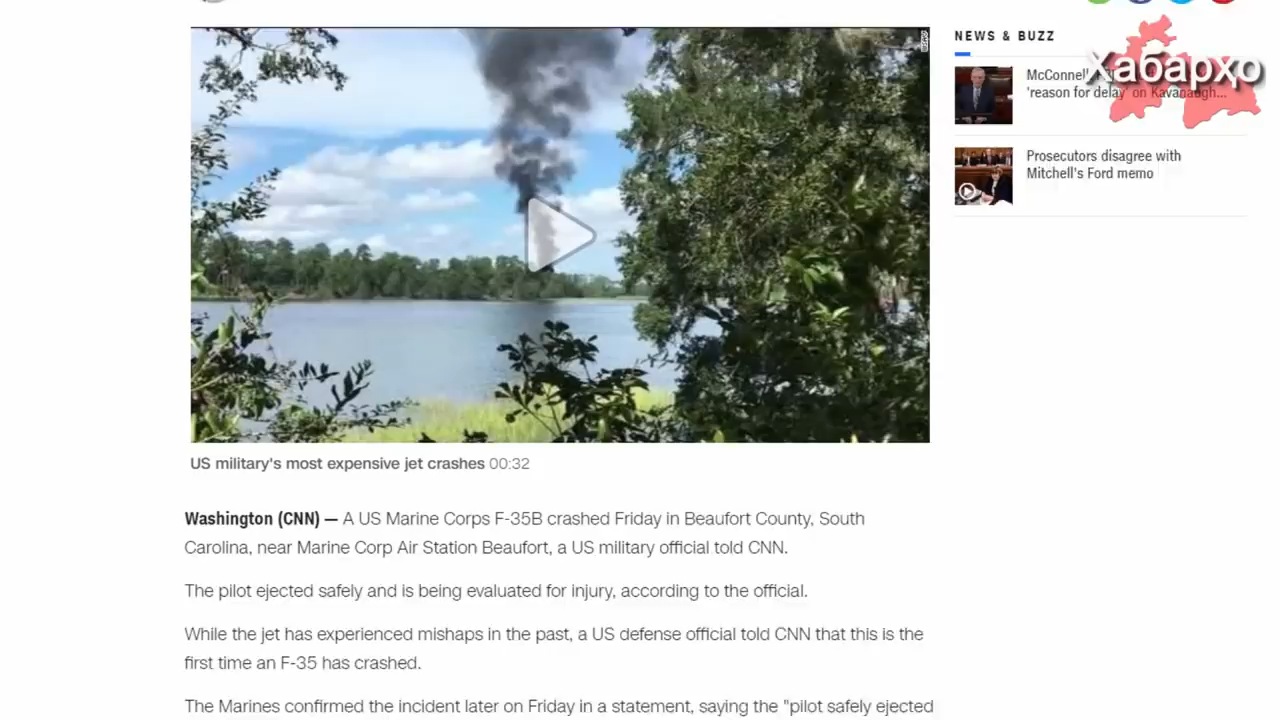 NEWS & BUZZ
McConnell
'reason for delay' on Kavanaugh...
Хабарҳо
Prosecutors disagree with
Mitchell's Ford memo
US military's most expensive jet crashes 00:32
Washington (CNN) — A US Marine Corps F-35B crashed Friday in Beaufort County, South
Carolina, near Marine Corp Air Station Beaufort, a US military official told CNN.
The pilot ejected safely and is being evaluated for injury, according to the official.
While the jet has experienced mishaps in the past, a US defense official told CNN that this is the
first time an F-35 has crashed.
The Marines confirmed the incident later on Friday in a statement, saying the "pilot safely ejected